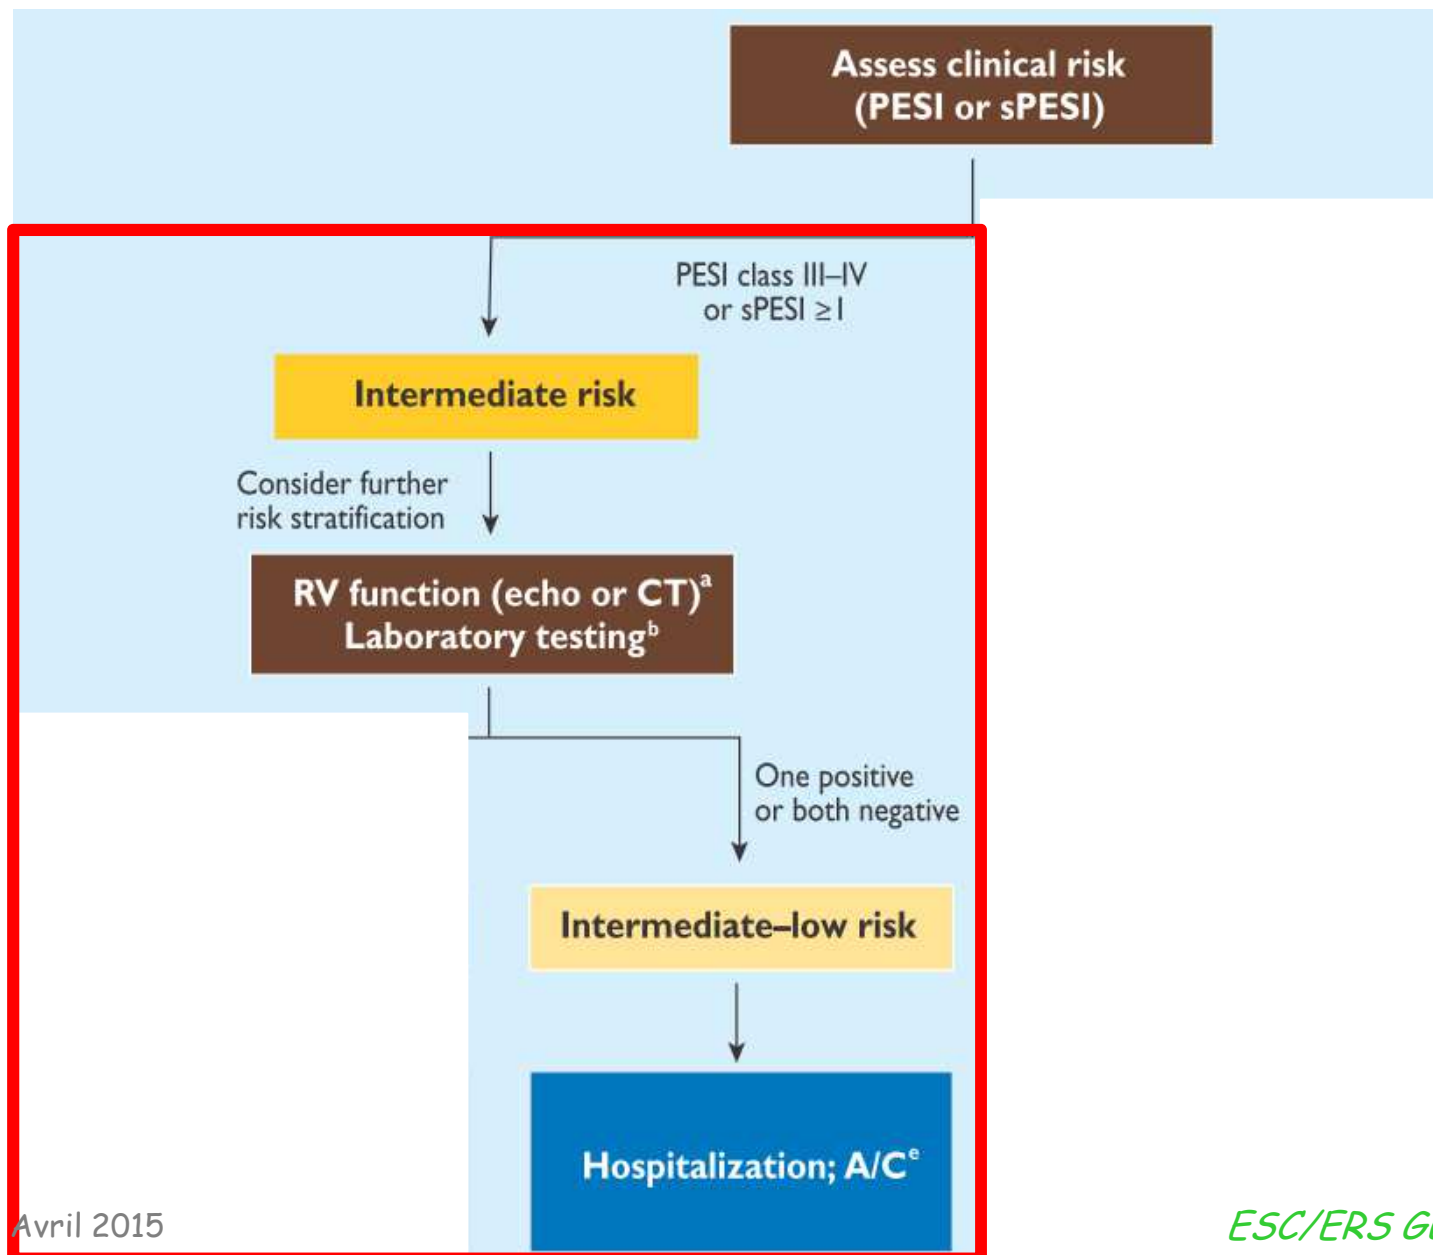 Assess clinical risk
(PESI or sPESI)
PESI class III–IV
or sPESI ≥I
Intermediate risk
Consider further
risk stratification
RV function (echo or CT)ᵃ
Laboratory testingᵇ
One positive
or both negative
Intermediate–low risk
Hospitalization; A/Cᵉ
Avril 2015
ESC/ERS